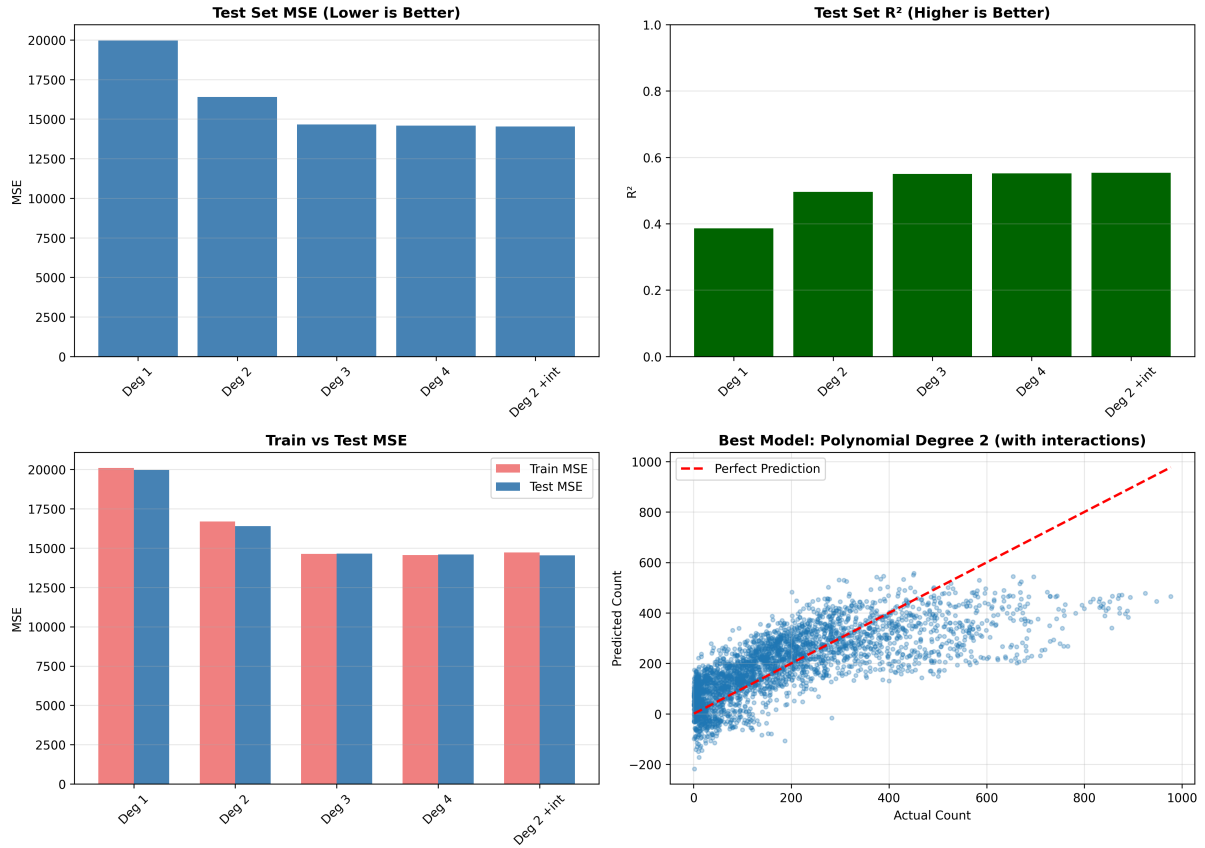 Test Set MSE (Lower is Better)
20000
17500
15000
12500
10000
7500
5000
2500
0
MSE
Deg 1
Deg 2
Deg 3
Deg 4
Deg 2 +int
Test Set R² (Higher is Better)
1.0
0.8
0.6
0.4
0.2
0.0
R²
Deg 1
Deg 2
Deg 3
Deg 4
Deg 2 +int
Train vs Test MSE
Train MSE
Test MSE
20000
17500
15000
12500
10000
7500
5000
2500
0
MSE
Deg 1
Deg 2
Deg 3
Deg 4
Deg 2 +int
Best Model: Polynomial Degree 2 (with interactions)
Perfect Prediction
1000
800
600
400
200
0
−200
Predicted Count
0
200
400
600
800
1000
Actual Count